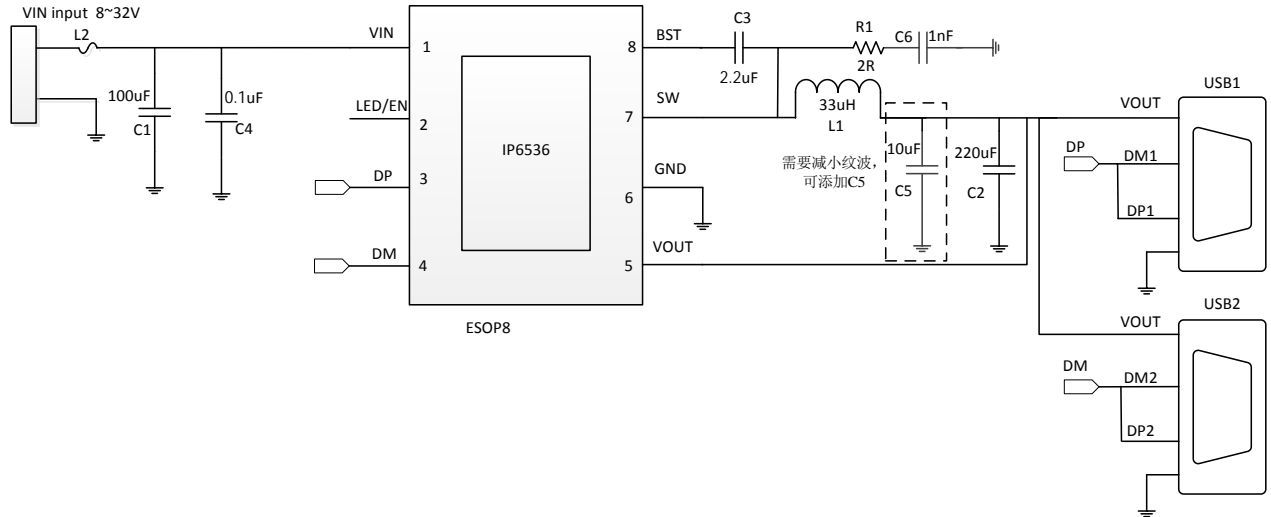 VIN input 8~32V
L2
VIN
1
100uF
C1
0.1uF
C4
LED/EN
2
DP
3
DM
4
IP6536
ESOP8
8
BST
C3
2.2uF
R1
2R
C6
1nF
SW
7
33uH
L1
GND
6
VOUT
5
需要减小纹波,
可添加C5
10uF
C5
220uF
C2
USB1
VOUT
DP
DM1
DP1
USB2
VOUT
DM
DM2
DP2